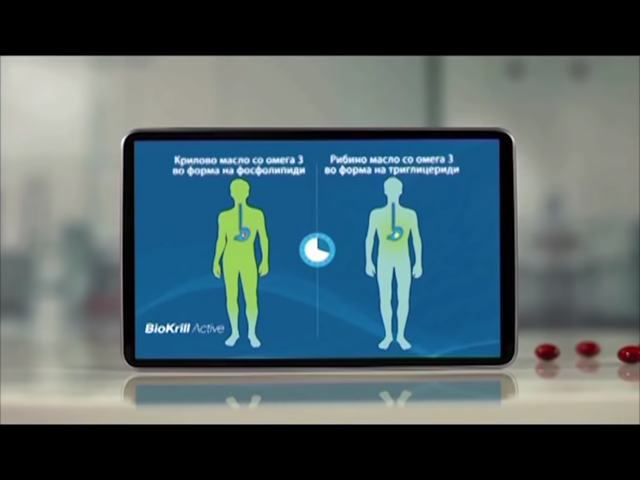 Крилово масло со омега 3
во форма на фосфолипиди
Рибино масло со омега 3
во форма на триглицериди
BioKrill Active